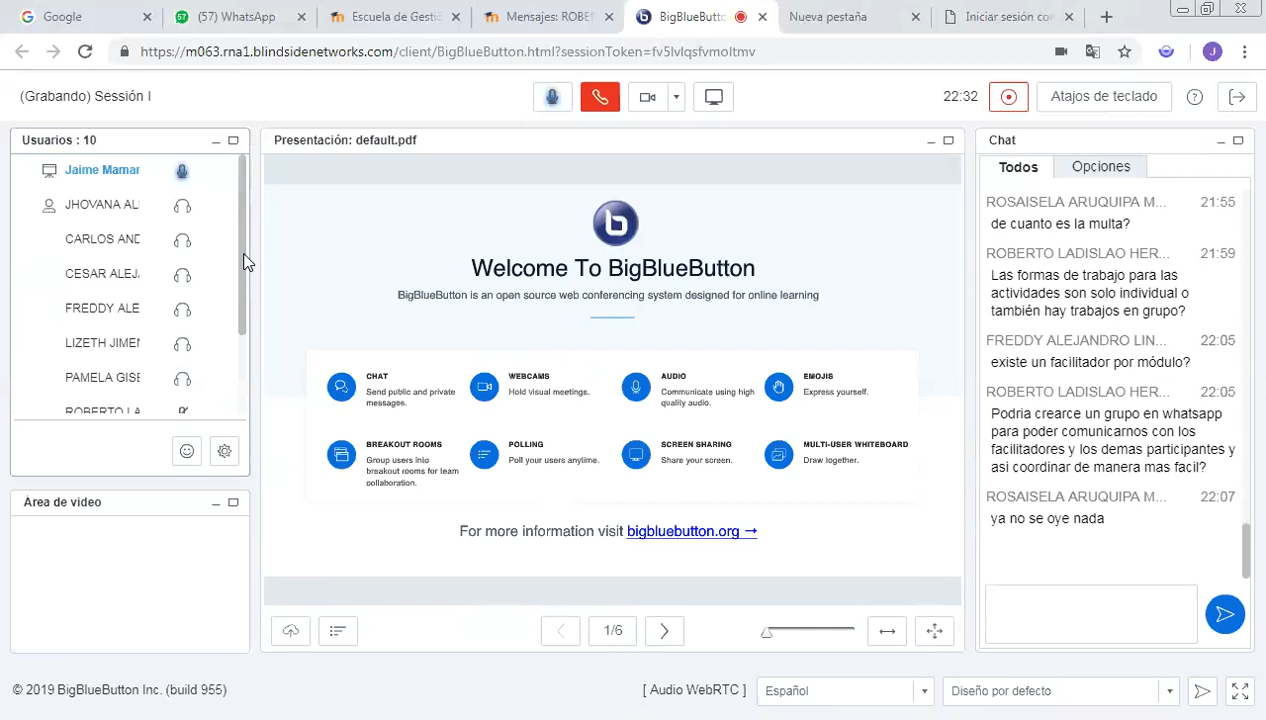 Google
(57) WhatsApp
Escuela de Gesti
Mensajes: ROBE
BigBlueButto
Nueva pestaña
Iniciar sesión con
https://m063.rna1.blindsidenetworks.com/client/BigBlueButton.html?sessionToken=fv5lvlqsfvmoltmv
J
(Grabando) Sesión I
22:32
Atajos de teclado
Usuarios : 10
Jaime Mamar
JHOVANA AL
CARLOS AND
CESAR ALEJ
FREDDY ALE
LIZETH JIMEN
PAMELA GISE
ROBERTO LA
Área de video
Presentación: default.pdf
b
Welcome To BigBlueButton
BigBlueButton is an open source web conferencing system designed for online learning
CHAT
Send public and private
messages.
WEBCAMS
Hold visual meetings.
AUDIO
Communicate using high
quality audio.
EMOJIS
Express yourself.
BREAKOUT ROOMS
Group users into
breakout rooms for team
collaboration.
POLLING
Poll your users anytime.
SCREEN SHARING
Share your screen.
MULTI-USER WHITEBOARD
Draw together.
For more information visit bigbluebutton.org →
1/6
Chat
Todos
Opciones
ROSAISELA ARUQUIPA M... 21:55
de cuanto es la multa?
ROBERTO LADISLAO HER... 21:59
Las formas de trabajo para las
actividades son solo individual o
también hay trabajos en grupo?
FREDDY ALEJANDRO LIN... 22:05
existe un facilitador por módulo?
ROBERTO LADISLAO HER... 22:05
Podria crearce un grupo en whatsapp
para poder comunicarnos con los
facilitadores y los demas participantes y
asi coordinar de manera mas facil?
ROSAISELA ARUQUIPA M... 22:07
ya no se oye nada
© 2019 BigBlueButton Inc. (build 955)
[ Audio WebRTC ]
Español
Diseño por defecto